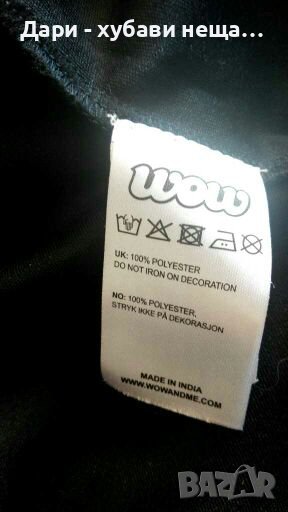 Дари - хубави неща...
WOW
UK: 100% POLYESTER
DO NOT IRON ON DECORATION
NO: 100% POLYESTER,
STRYK IKKE PÅ DEKORASJON
MADE IN INDIA
WWW.WOWANDME.COM
BAZAR